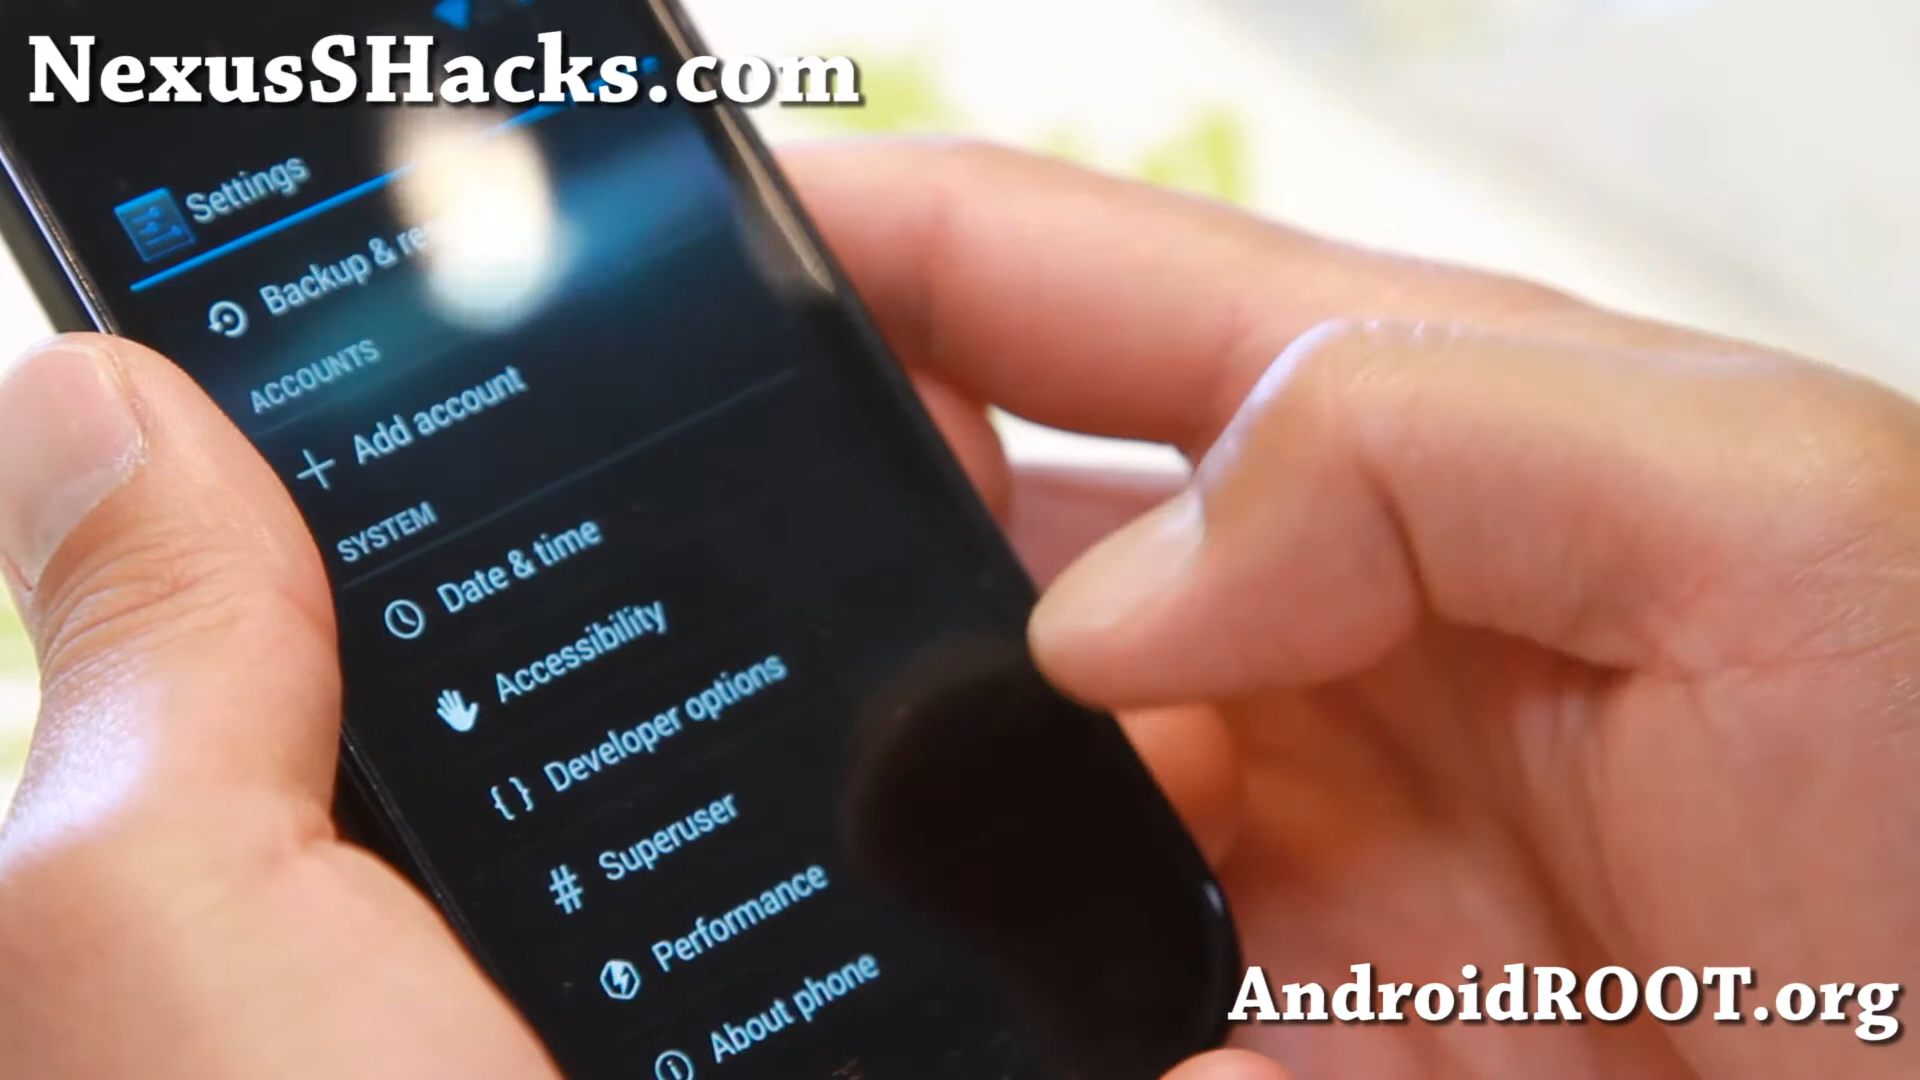 NexusSHacks.com
Settings
Backup & re
ACCOUNTS
Add account
SYSTEM
Date & time
Accessibility
{ } Developer options
# Superuser
Performance
About phone
AndroidROOT.org